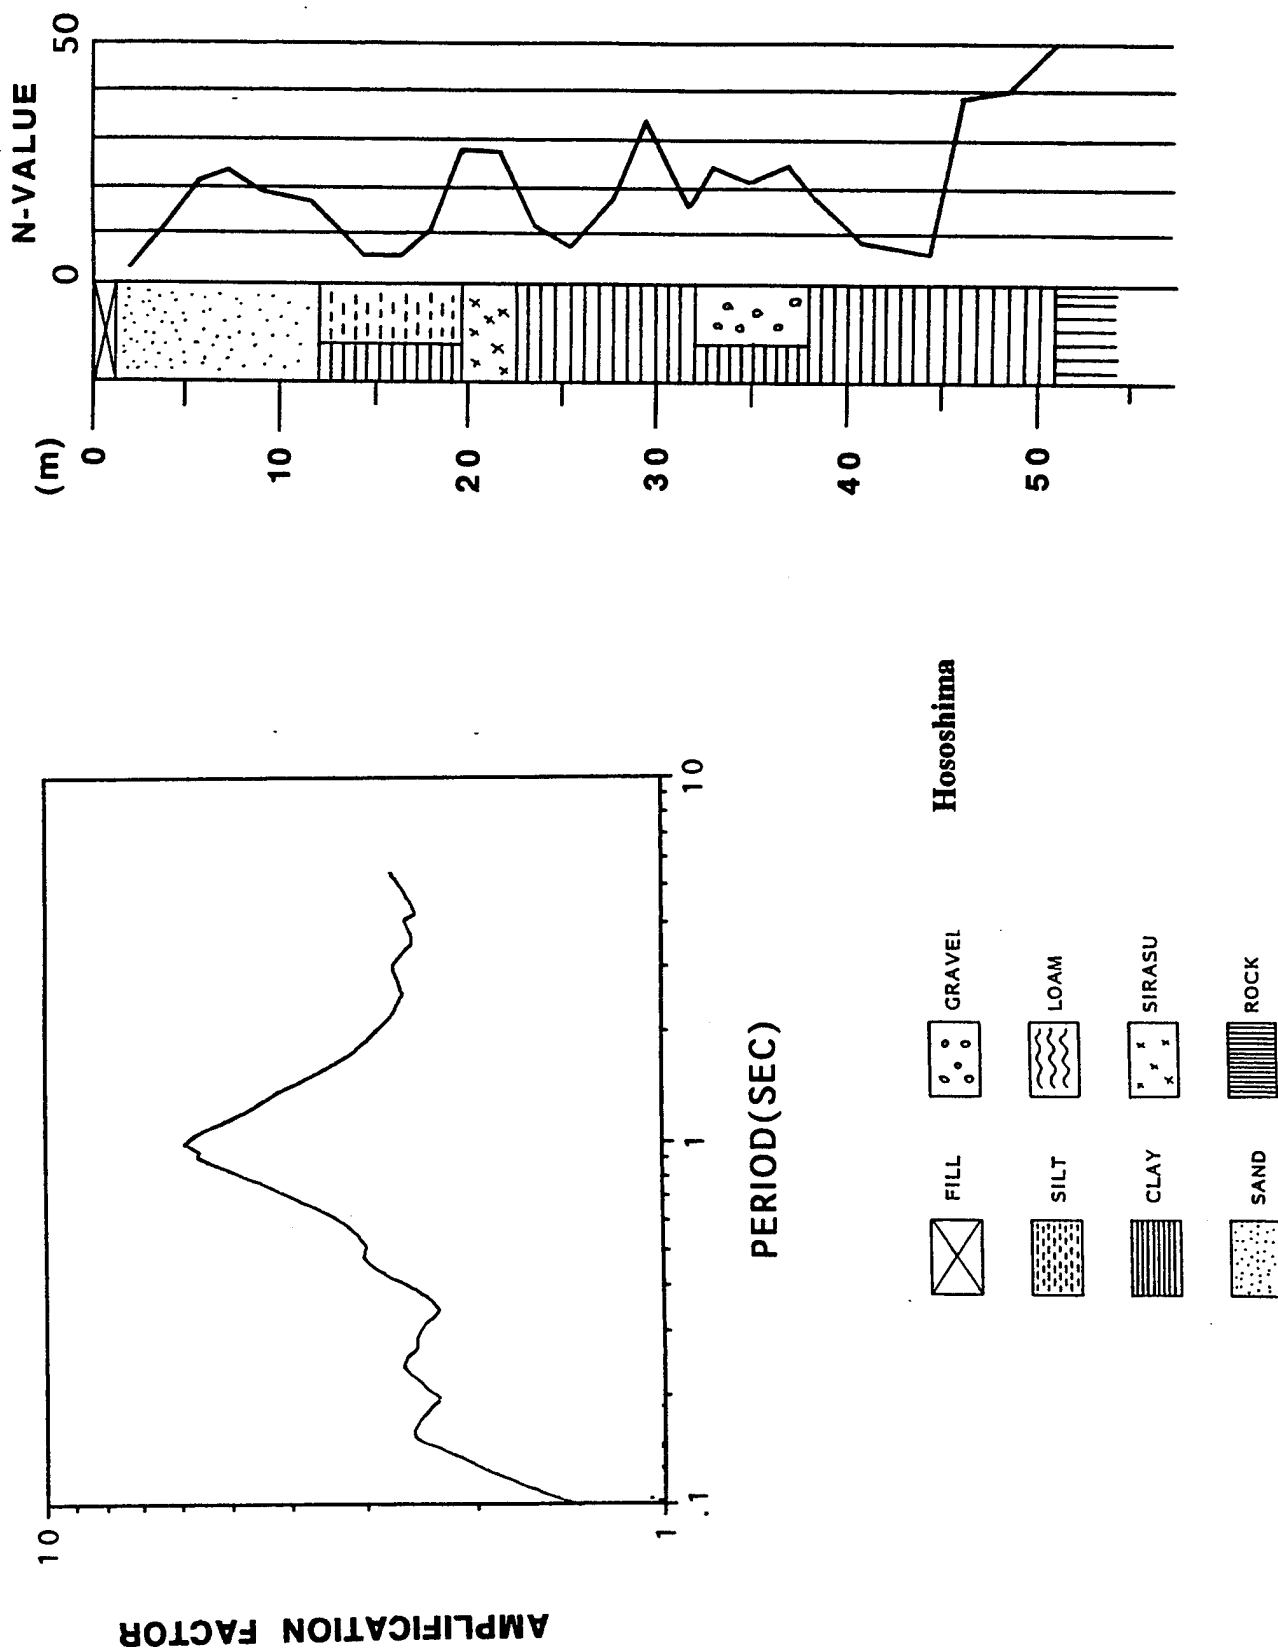 AMPLIFICATION FACTOR
10
1
.1
1
10
PERIOD(SEC)
(m)
0
10
20
30
40
50
N-VALUE
0
50
FILL
GRAVEL
SILT
LOAM
CLAY
SIRASU
SAND
ROCK
Hososhima